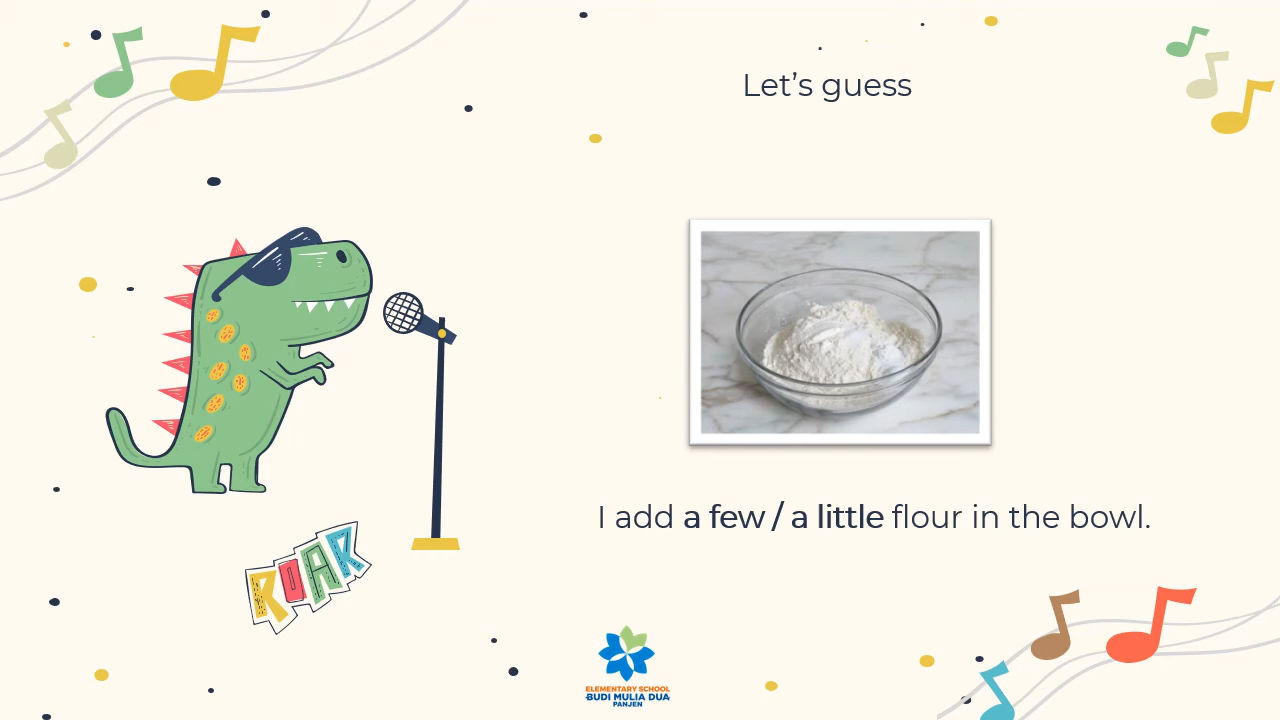 Let’s guess
I add a few / a little flour in the bowl.
ROAR
ELEMENTARY SCHOOL
BUDI MULIA DUA
PANJEN